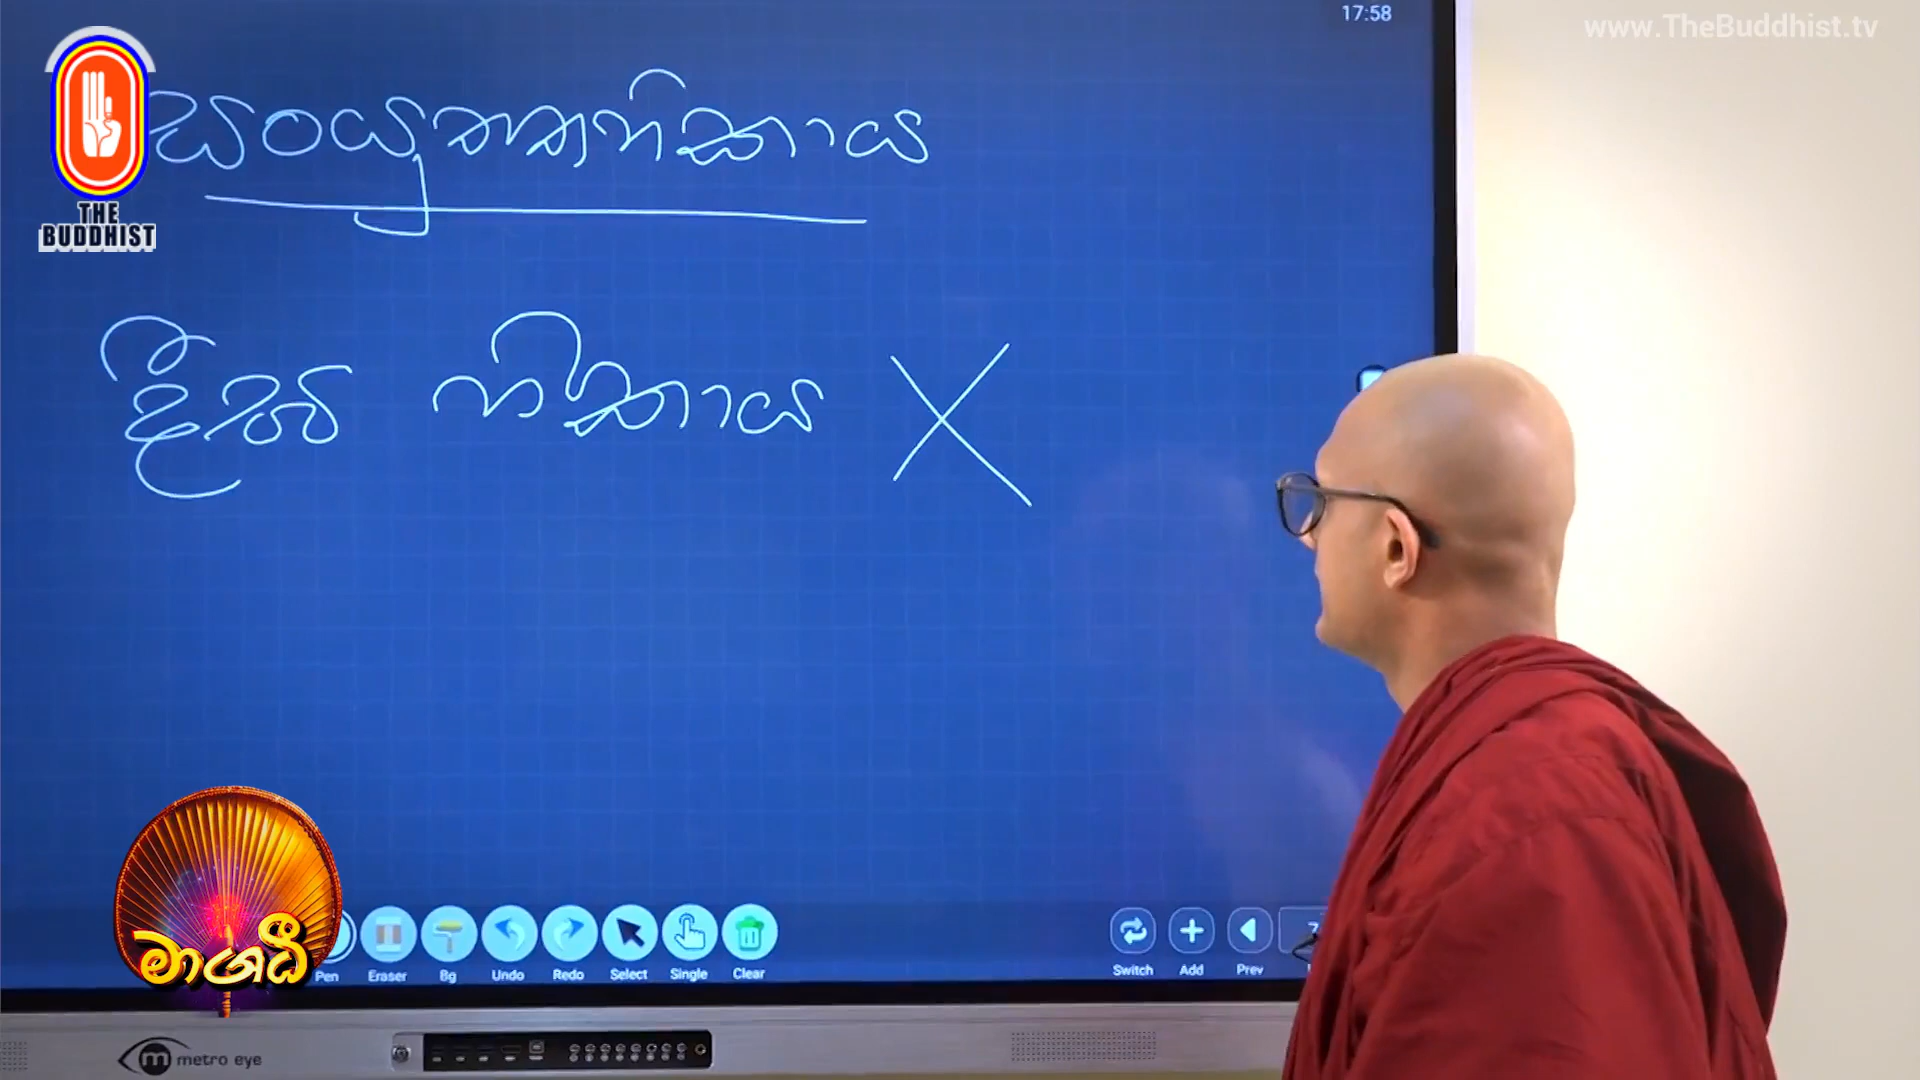 17:58
www.TheBuddhist.tv
THE
BUDDHIST
සංයුත්තනිකාය
නිකාය X
මාගධී
Pen Eraser Bg Undo Redo Select Single Clear
Switch Add Prev
metro eye